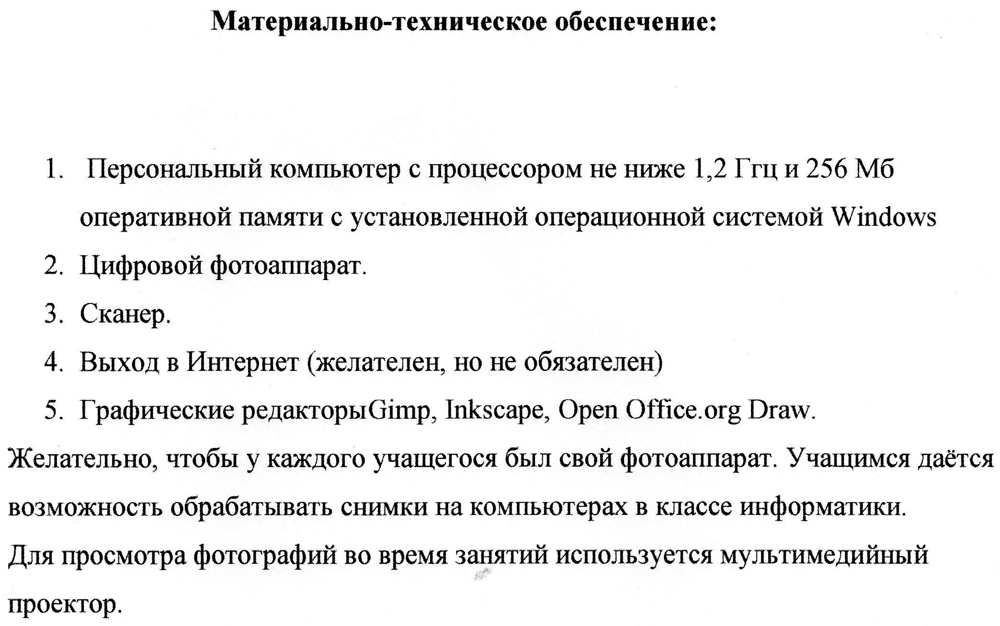 Материально-техническое обеспечение:
1. Персональный компьютер с процессором не ниже 1,2 Ггц и 256 Мб
оперативной памяти с установленной операционной системой Windows
2. Цифровой фотоаппарат.
3. Сканер.
4. Выход в Интернет (желателен, но не обязателен)
5. Графические редакторыGimp, Inkscape, Open Office.org Draw.
Желательно, чтобы у каждого учащегося был свой фотоаппарат. Учащимся даётся
возможность обрабатывать снимки на компьютерах в классе информатики.
Для просмотра фотографий во время занятий используется мультимедийный
проектор.